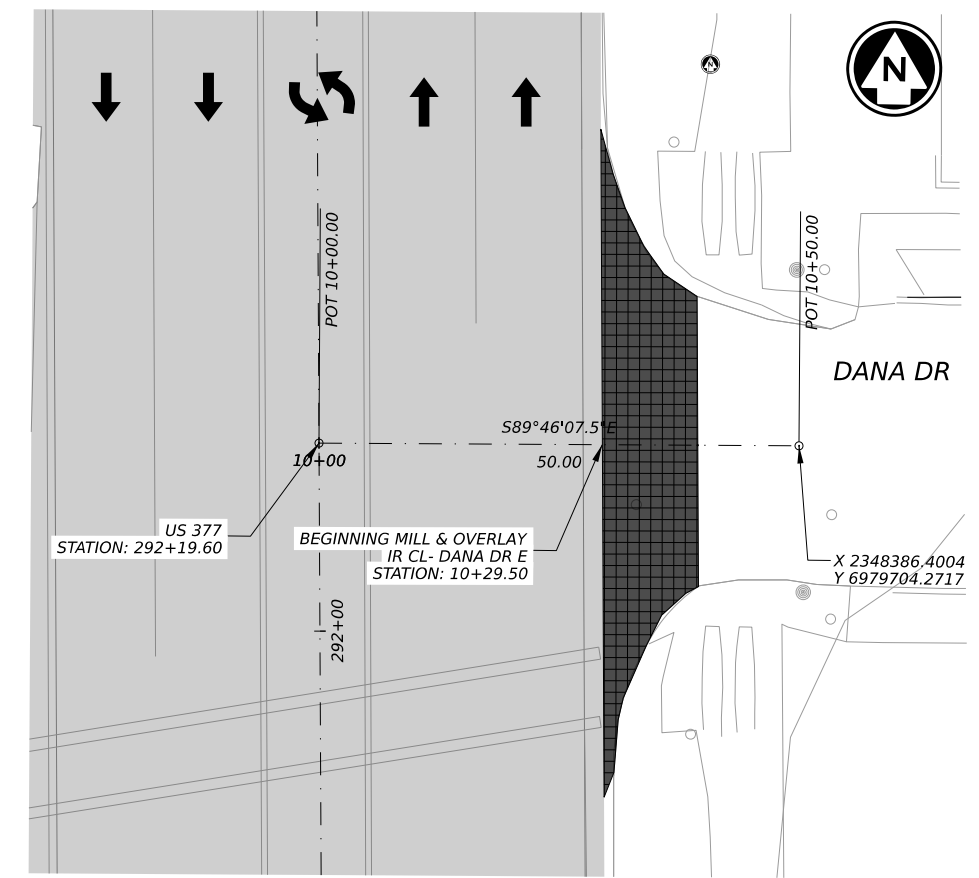 N
POT 10+00.00
POT 10+50.00
DANA DR
S89°46'07.5"E
10+00
50.00
US 377
STATION: 292+19.60
BEGINNING MILL & OVERLAY
IR CL- DANA DR E
STATION: 10+29.50
X 2348386.4004
Y 6979704.2717
292+00